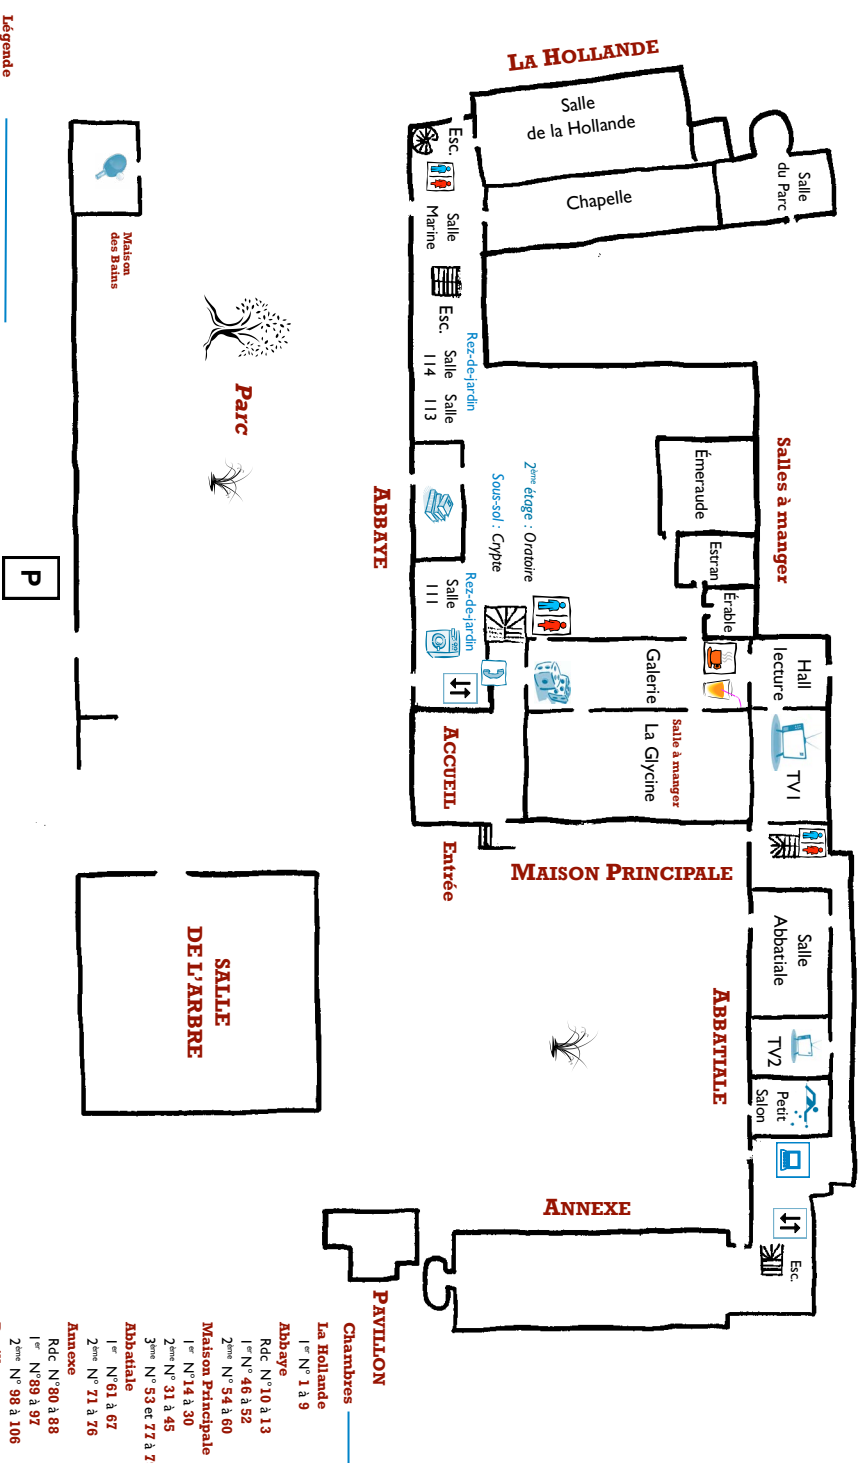 LA HOLLANDE
Salle
de la Hollande
Salle
du Parc
Chapelle
Esc.
Salle
Marine
Esc.
Rez-de-jardin
Salle
114
Salle
113
Maison
des Bains
Parc
ABBAYE
2ème étage : Oratoire
Sous-sol : Crypte
Rez-de-jardin
Salle
111
Salles à manger
Émeraude
Estran
Érable
Hall
lecture
Galerie
Salle à manger
La Glycine
TV1
ACCUEIL
Entrée
MAISON PRINCIPALE
P
SALLE
DE L'ARBRE
ABBATIALE
Salle
Abbatiale
TV2
Petit
Salon
Esc.
ANNEXE
PAVILLON
Légende
Chambres
La Hollande
1er N° 1 à 9
Abbaye
Rdc N°10 à 13
1er N° 46 à 52
2ème N° 54 à 60
Maison Principale
1er N°14 à 30
2ème N° 31 à 45
3ème N° 53 et 77 à 7
Abbatiale
1er N°61 à 67
2ème N° 71 à 76
Annexe
Rdc N°80 à 88
1er N°89 à 97
2ème N° 98 à 106